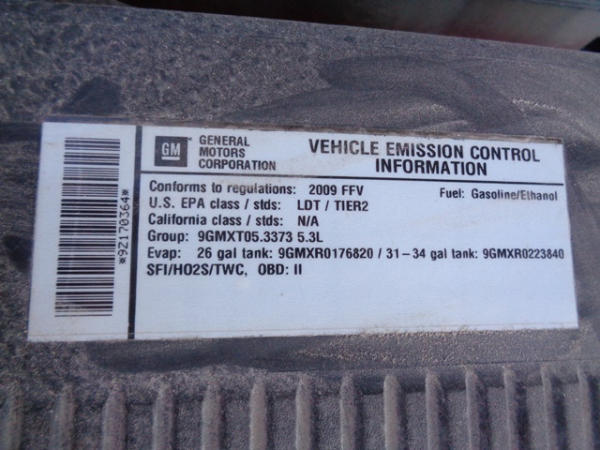 GM
GENERAL
MOTORS
CORPORATION
VEHICLE EMISSION CONTROL
INFORMATION
Conforms to regulations: 2009 FFV Fuel: Gasoline/Ethanol
U.S. EPA class / stds: LDT / TIER2
California class / stds: N/A
Group: 9GMXT05.3373 5.3L
Evap: 26 gal tank: 9GMXR0176820 / 31-34 gal tank: 9GMXR0223840
SFI/HO2S/TWC, OBD: II
*9Z170364*